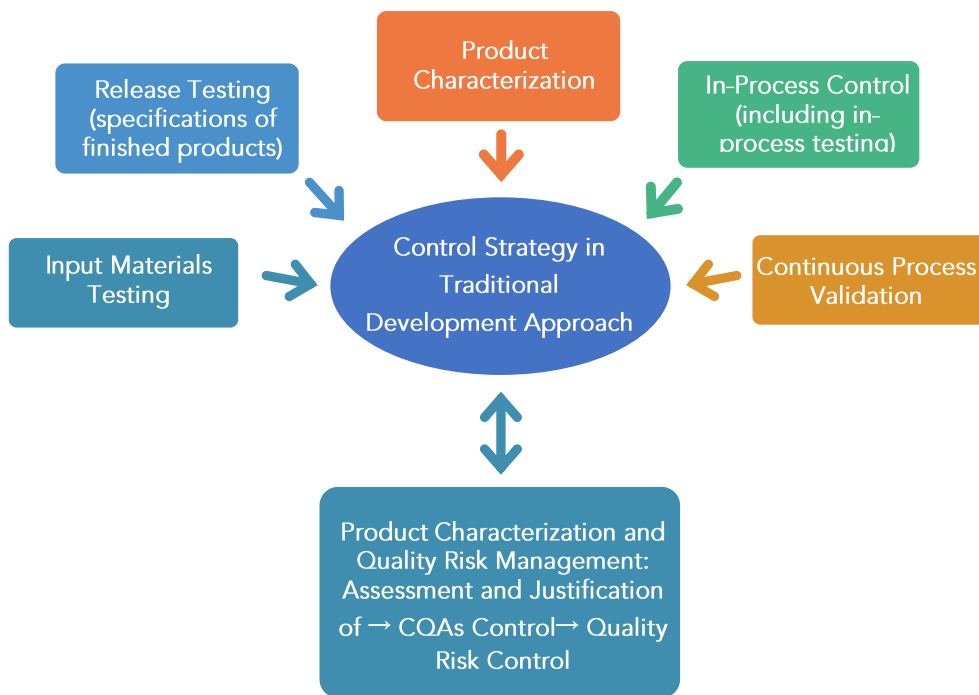 Product
Characterization
Release Testing
(specifications of
finished products)
In-Process Control
(including in-
process testing)
Input Materials
Testing
Control Strategy in
Traditional
Development Approach
Continuous Process
Validation
Product Characterization and
Quality Risk Management:
Assessment and Justification
of → CQAs Control→ Quality
Risk Control